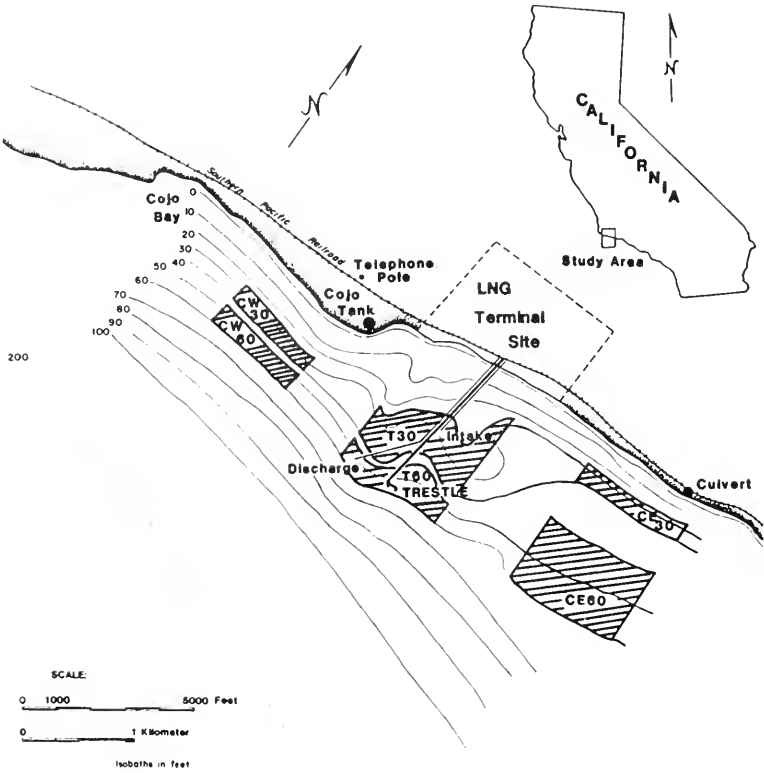 N
N
CALIFORNIA
Study Area
Southern Pacific Railroad
Cojo
Bay
0
10
20
30
40
50
60
70
80
90
100
200
Telephone
Pole
Cojo
Tank
LNG
Terminal
Site
CW
30
CW
60
T30
Intake
Discharge
T60
TRESTLE
Culvert
CE30
CE60
SCALE:
0 1000 5000 Feet
0 1 Kilometer
Isobaths in feet